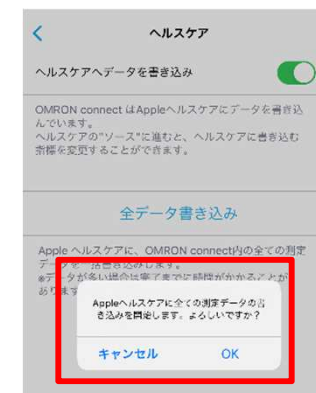 ヘルスケア
ヘルスケアへデータを書き込み
OMRON connect はAppleヘルスケアにデータを書き込
んでいます。
ヘルスケアの"ソース"に進むと、ヘルスケアに書き込む
指標を変更することができます。
全データ書き込み
Apple ヘルスケアに、OMRON connect内の全ての測定
データを一括書き込みします。
※データが多い場合は完了までに時間がかかることが
あります
Appleヘルスケアに全ての測定データの書
き込みを開始します。よろしいですか？
キャンセル
OK